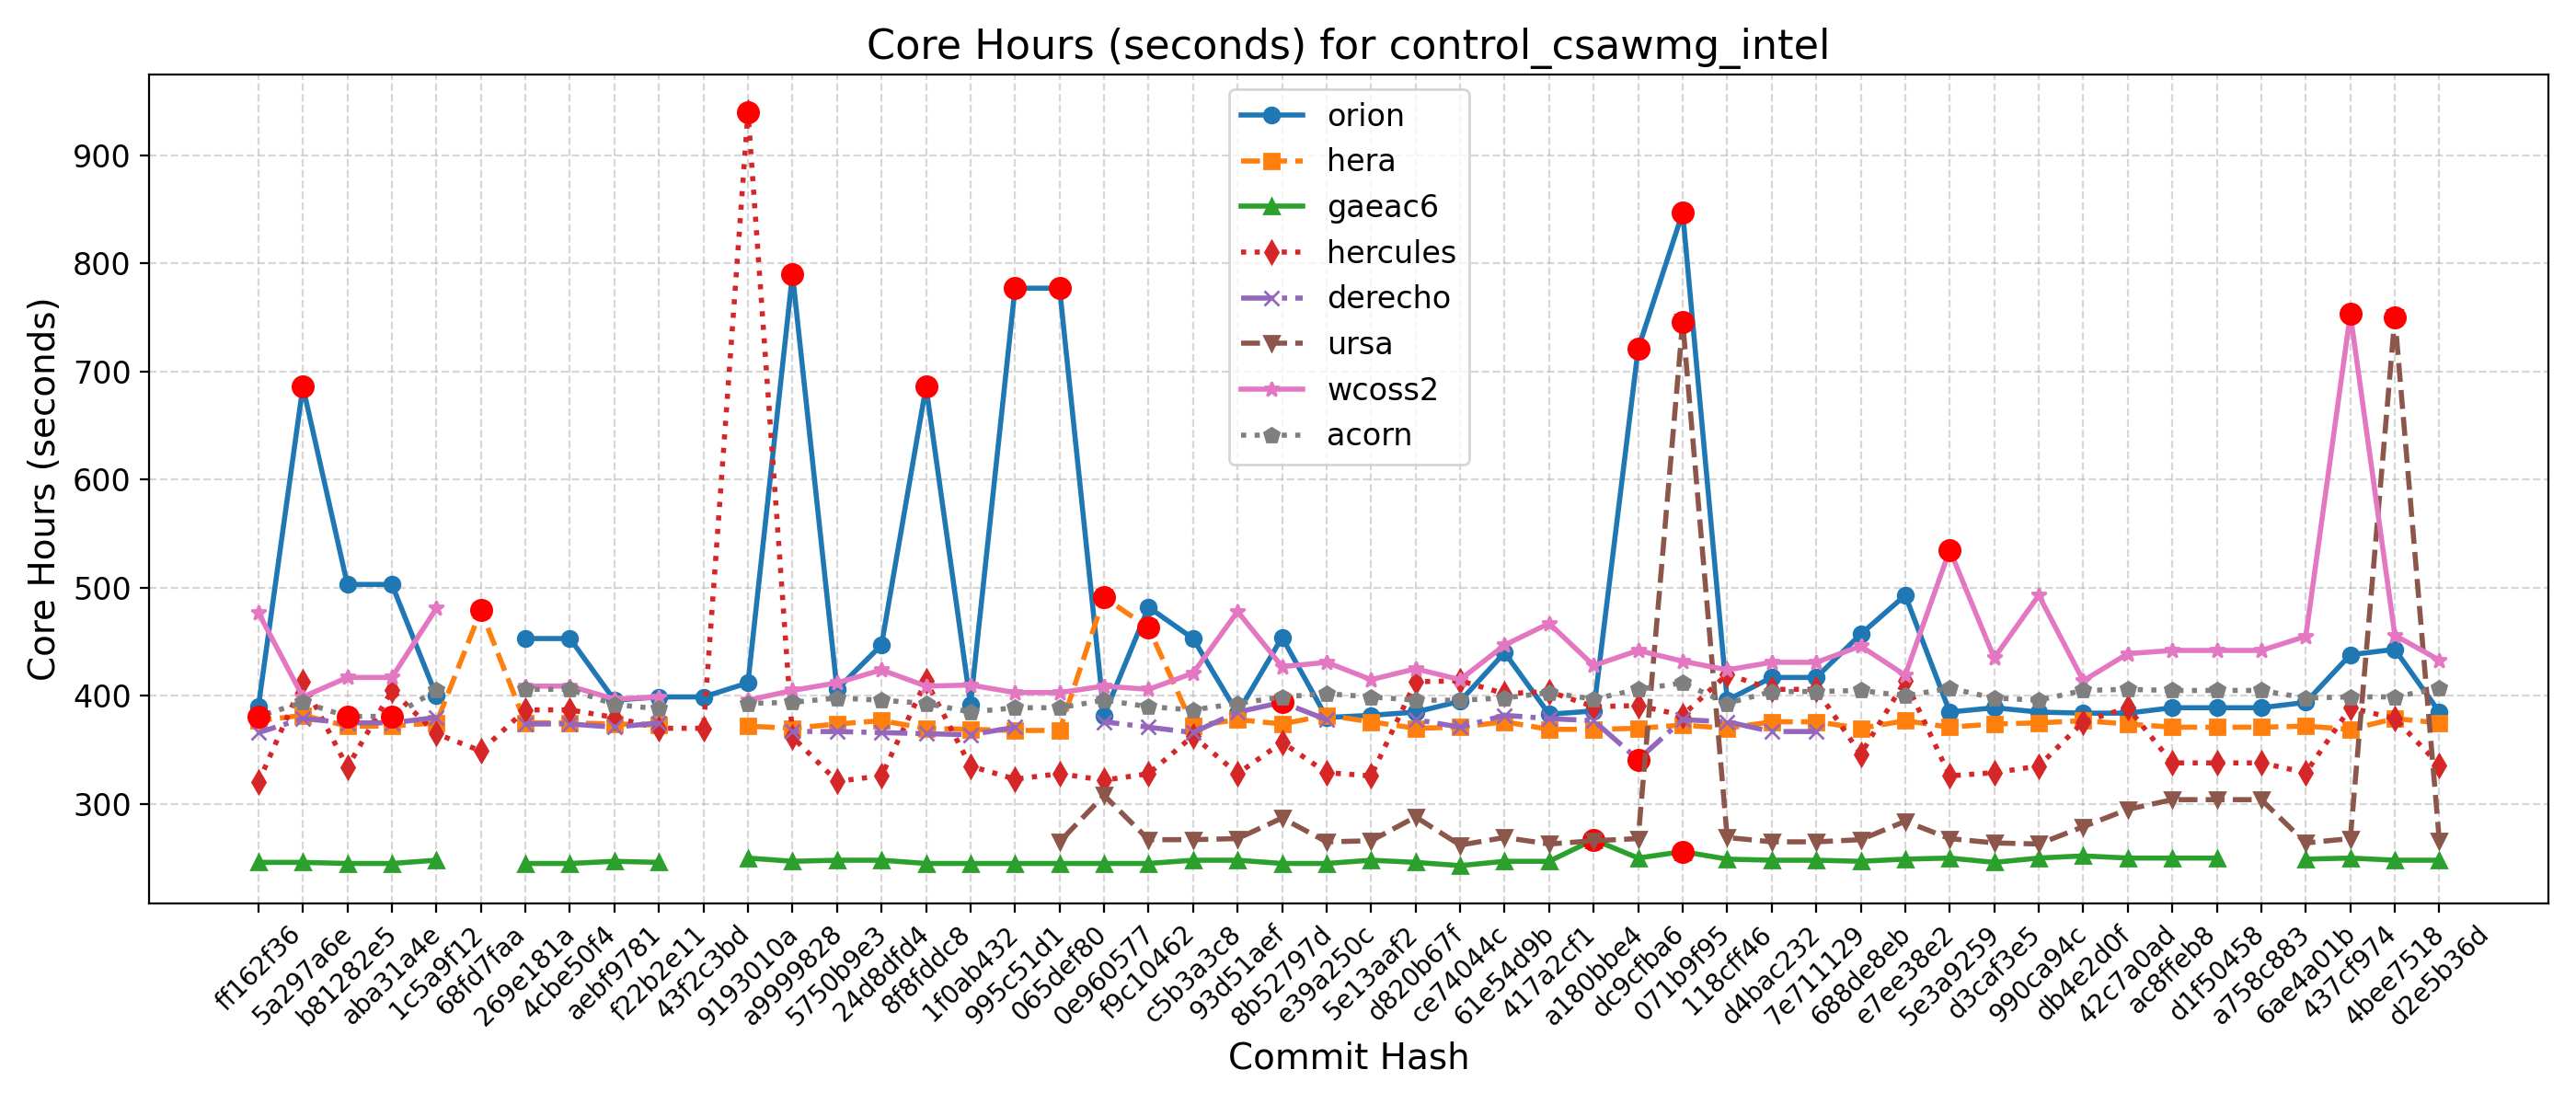 Core Hours (seconds) for control_csawmg_intel
Core Hours (seconds)
900
800
700
600
500
400
300
orion
hera
gaeac6
hercules
derecho
ursa
wcoss2
acorn
ff162f36
5a297a6e
b81282e5
aba31a4e
1c5a9f12
68fd7faa
269e181a
4cbe50f4
aebf9781
f22b2e11
43f2c3bd
9193010a
a9999828
5750b9e3
24d8dfd4
8f8fddc8
1f0ab432
995c51d1
065def80
0e960577
f9c10462
c5b3a3c8
93d51aef
8b52797d
e39a250c
5e13aaf2
d820b67f
ce74044c
61e54d9b
417a2cf1
a180bbe4
dc9cfba6
071b9f95
118cff46
d4bac232
7e711129
688de8eb
e7ee38e2
5e3a9259
d3caf3e5
990ca94c
db4e2d0f
42c7a0ad
ac8ffeb8
d1f50458
a758c883
6ae4a01b
437cf974
4bee7518
d2e5b36d
Commit Hash